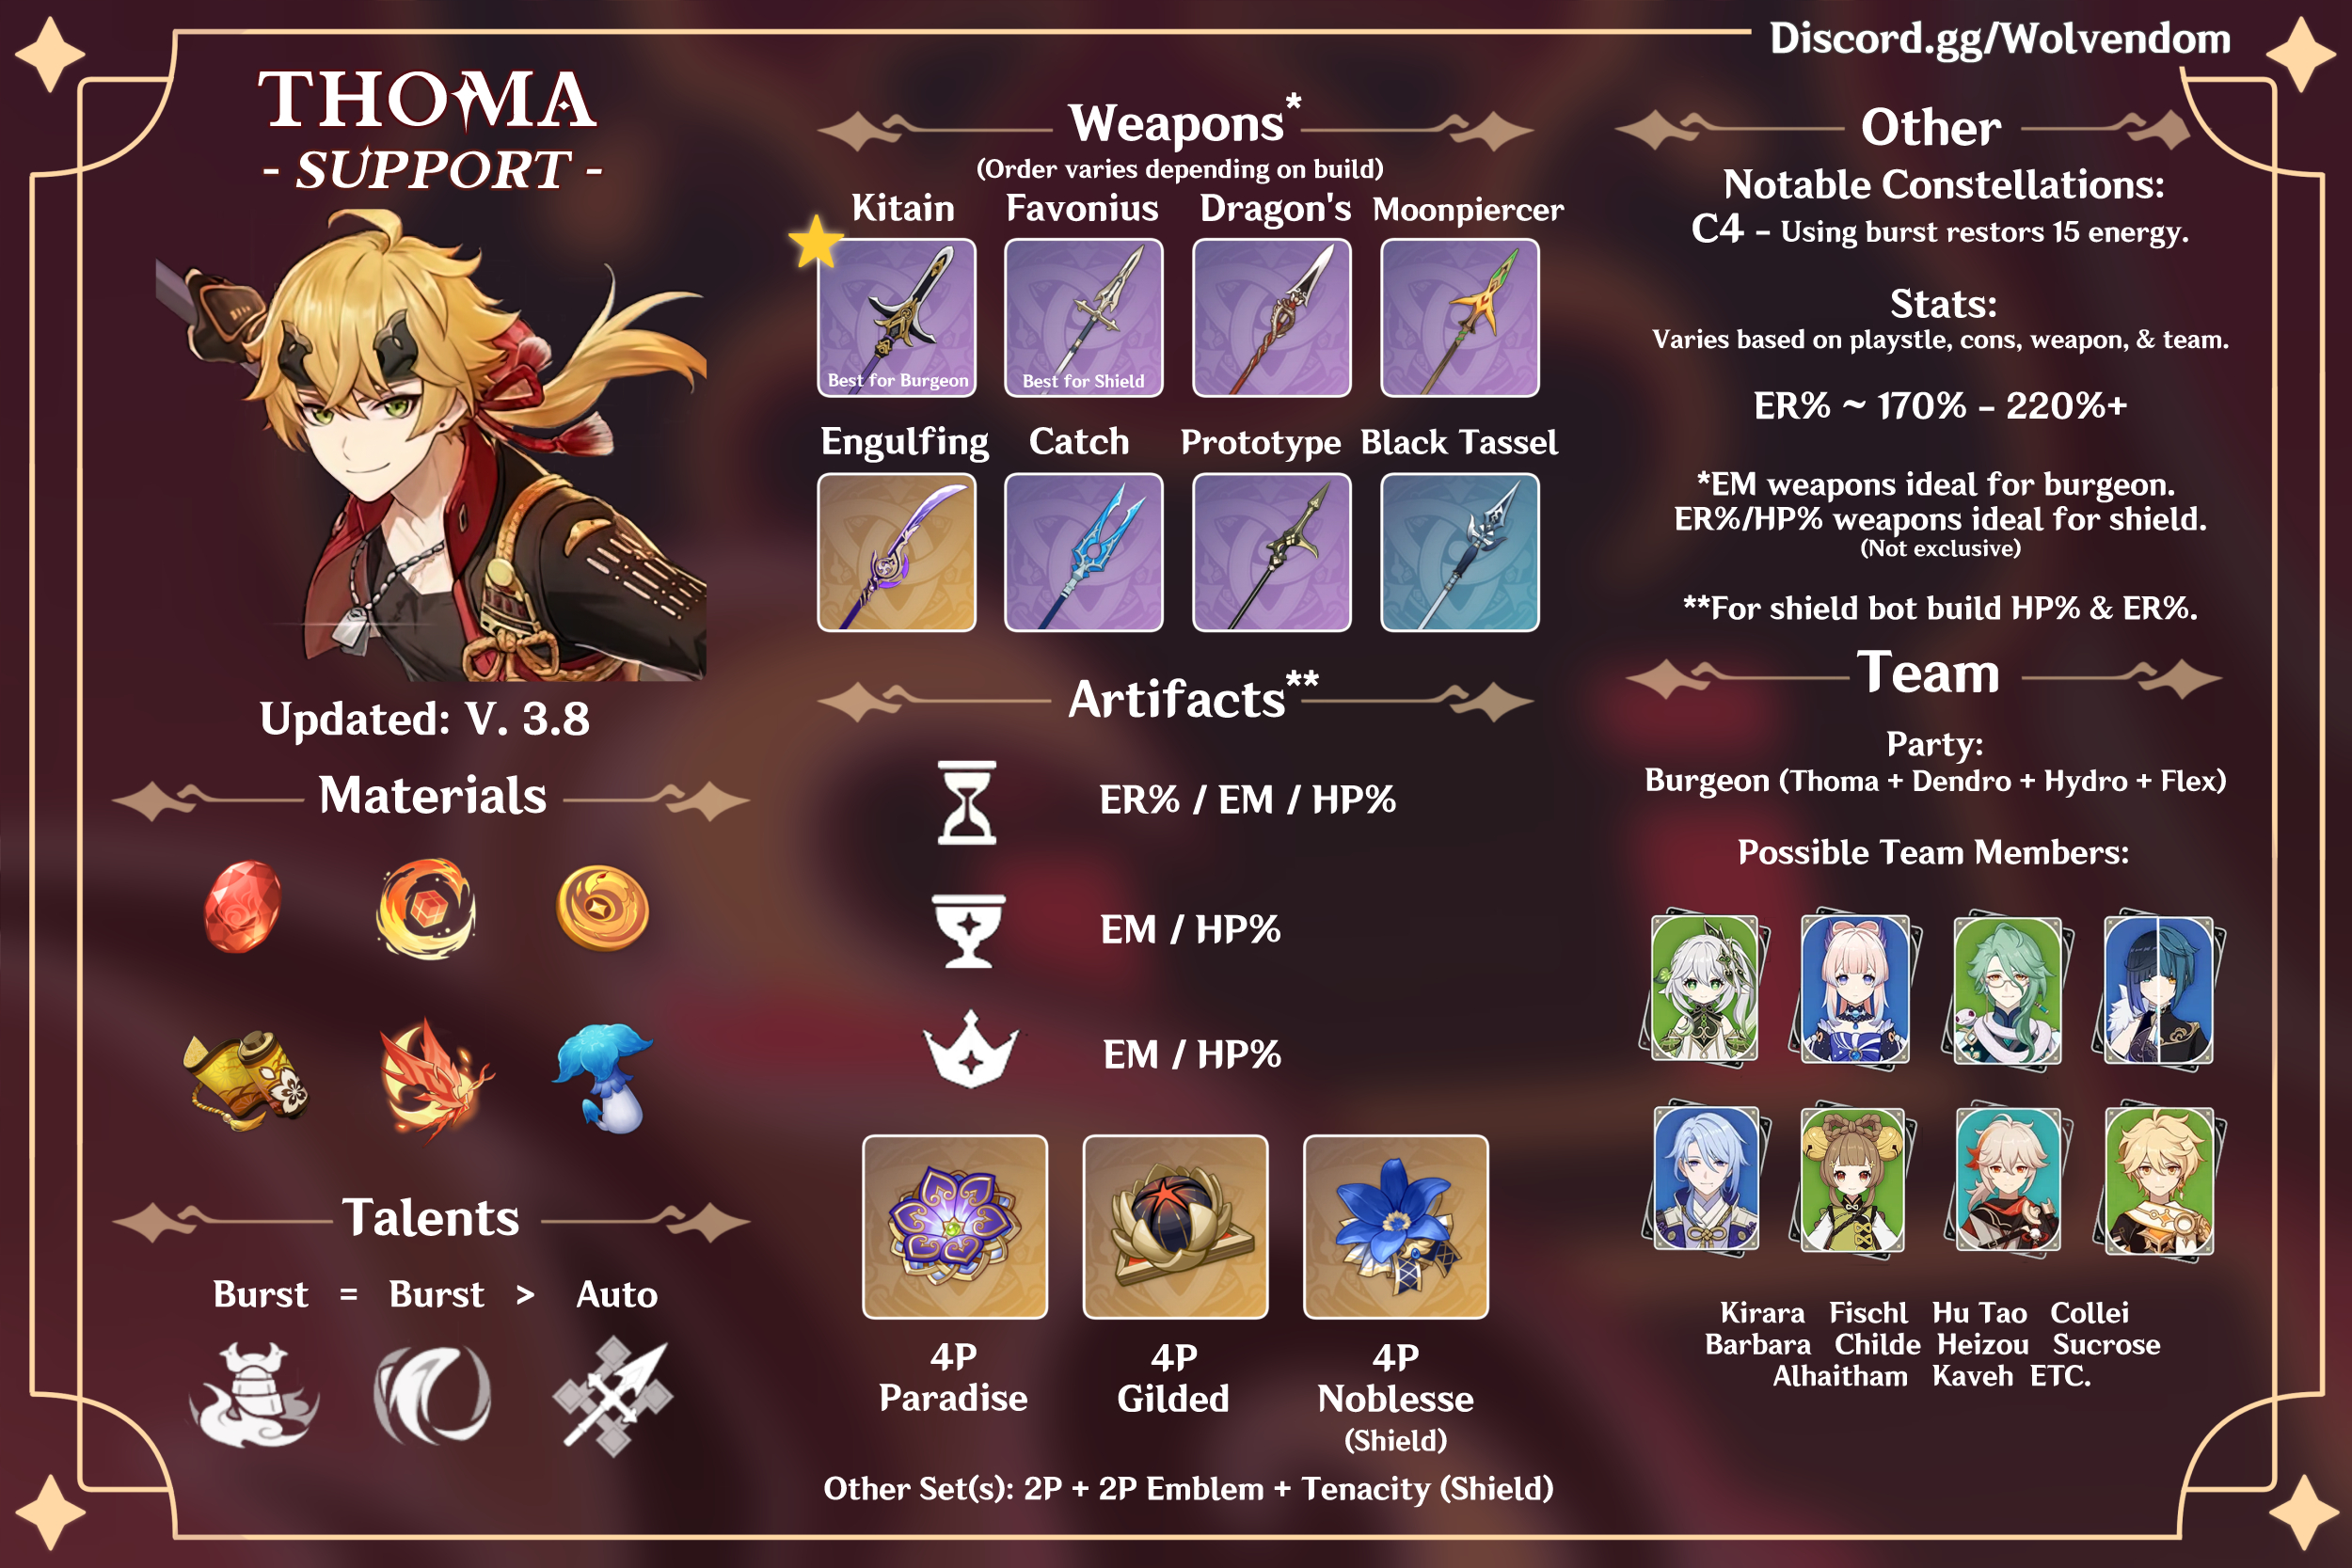 Discord.gg/Wolvendom
THOMA
- SUPPORT -
Updated: V. 3.8
Materials
Talents
Burst = Burst > Auto
Weapons*
(Order varies depending on build)
Kitain Favonius Dragon's Moonpiercer
Best for Burgeon Best for Shield
Engulfing Catch Prototype Black Tassel
Artifacts**
ER% / EM / HP%
EM / HP%
EM / HP%
4P Paradise
4P Gilded
4P Noblesse
(Shield)
Other Set(s): 2P + 2P Emblem + Tenacity (Shield)
Other
Notable Constellations:
C4 - Using burst restors 15 energy.
Stats:
Varies based on playstle, cons, weapon, & team.
ER% ~ 170% - 220%+
*EM weapons ideal for burgeon.
ER%/HP% weapons ideal for shield.
(Not exclusive)
**For shield bot build HP% & ER%.
Team
Party:
Burgeon (Thoma + Dendro + Hydro + Flex)
Possible Team Members:
Kirara Fischl Hu Tao Collei
Barbara Childe Heizou Sucrose
Alhaitham Kaveh ETC.